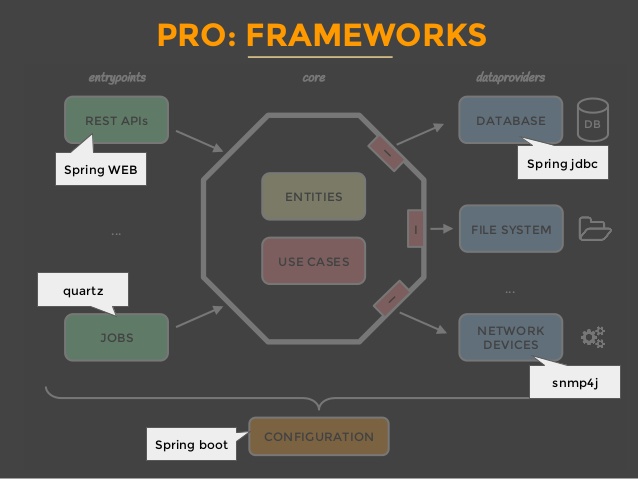 PRO: FRAMEWORKS
entrypoints
core
dataproviders
REST APIs
DATABASE
DB
Spring WEB
Spring jdbc
I
ENTITIES
...
I
FILE SYSTEM
USE CASES
quartz
I
...
JOBS
NETWORK
DEVICES
snmp4j
Spring boot
CONFIGURATION